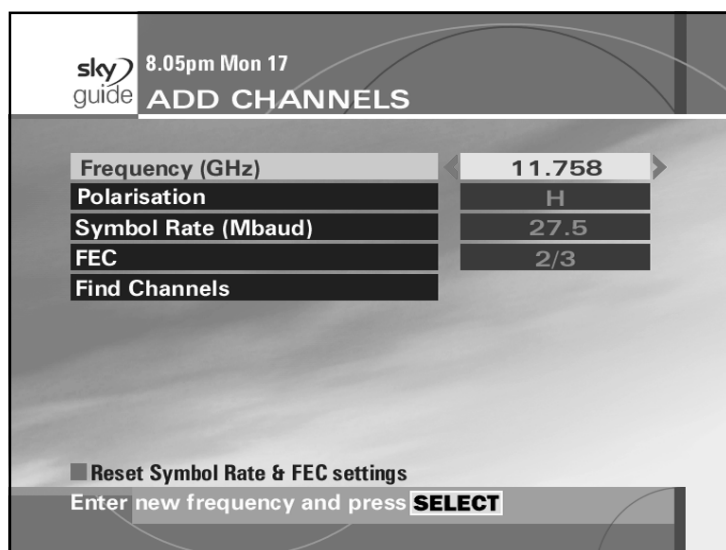 sky
guide
8.05pm Mon 17
ADD CHANNELS
Frequency (GHz) 11.758
Polarisation H
Symbol Rate (Mbaud) 27.5
FEC 2/3
Find Channels
Reset Symbol Rate & FEC settings
Enter new frequency and press SELECT